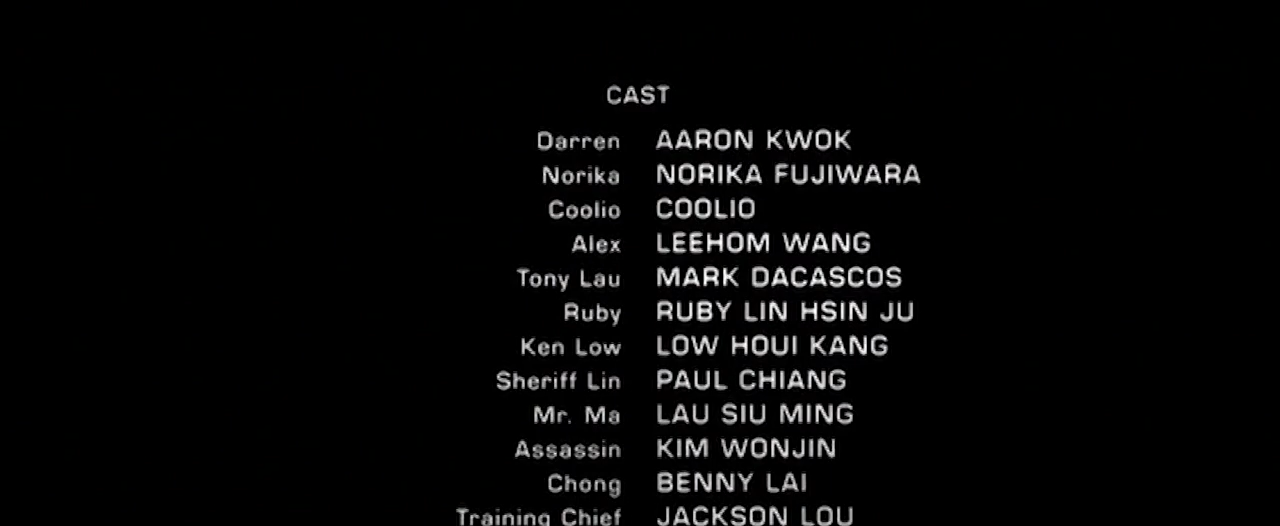 CAST
Darren AARON KWOK
Norika NORIKA FUJIWARA
Coolio COOLIO
Alex LEEHOM WANG
Tony Lau MARK DACASCOS
Ruby RUBY LIN HSIN JU
Ken Low LOW HOUI KANG
Sheriff Lin PAUL CHIANG
Mr. Ma LAU SIU MING
Assassin KIM WONJIN
Chong BENNY LAI
Training Chief JACKSON LOU